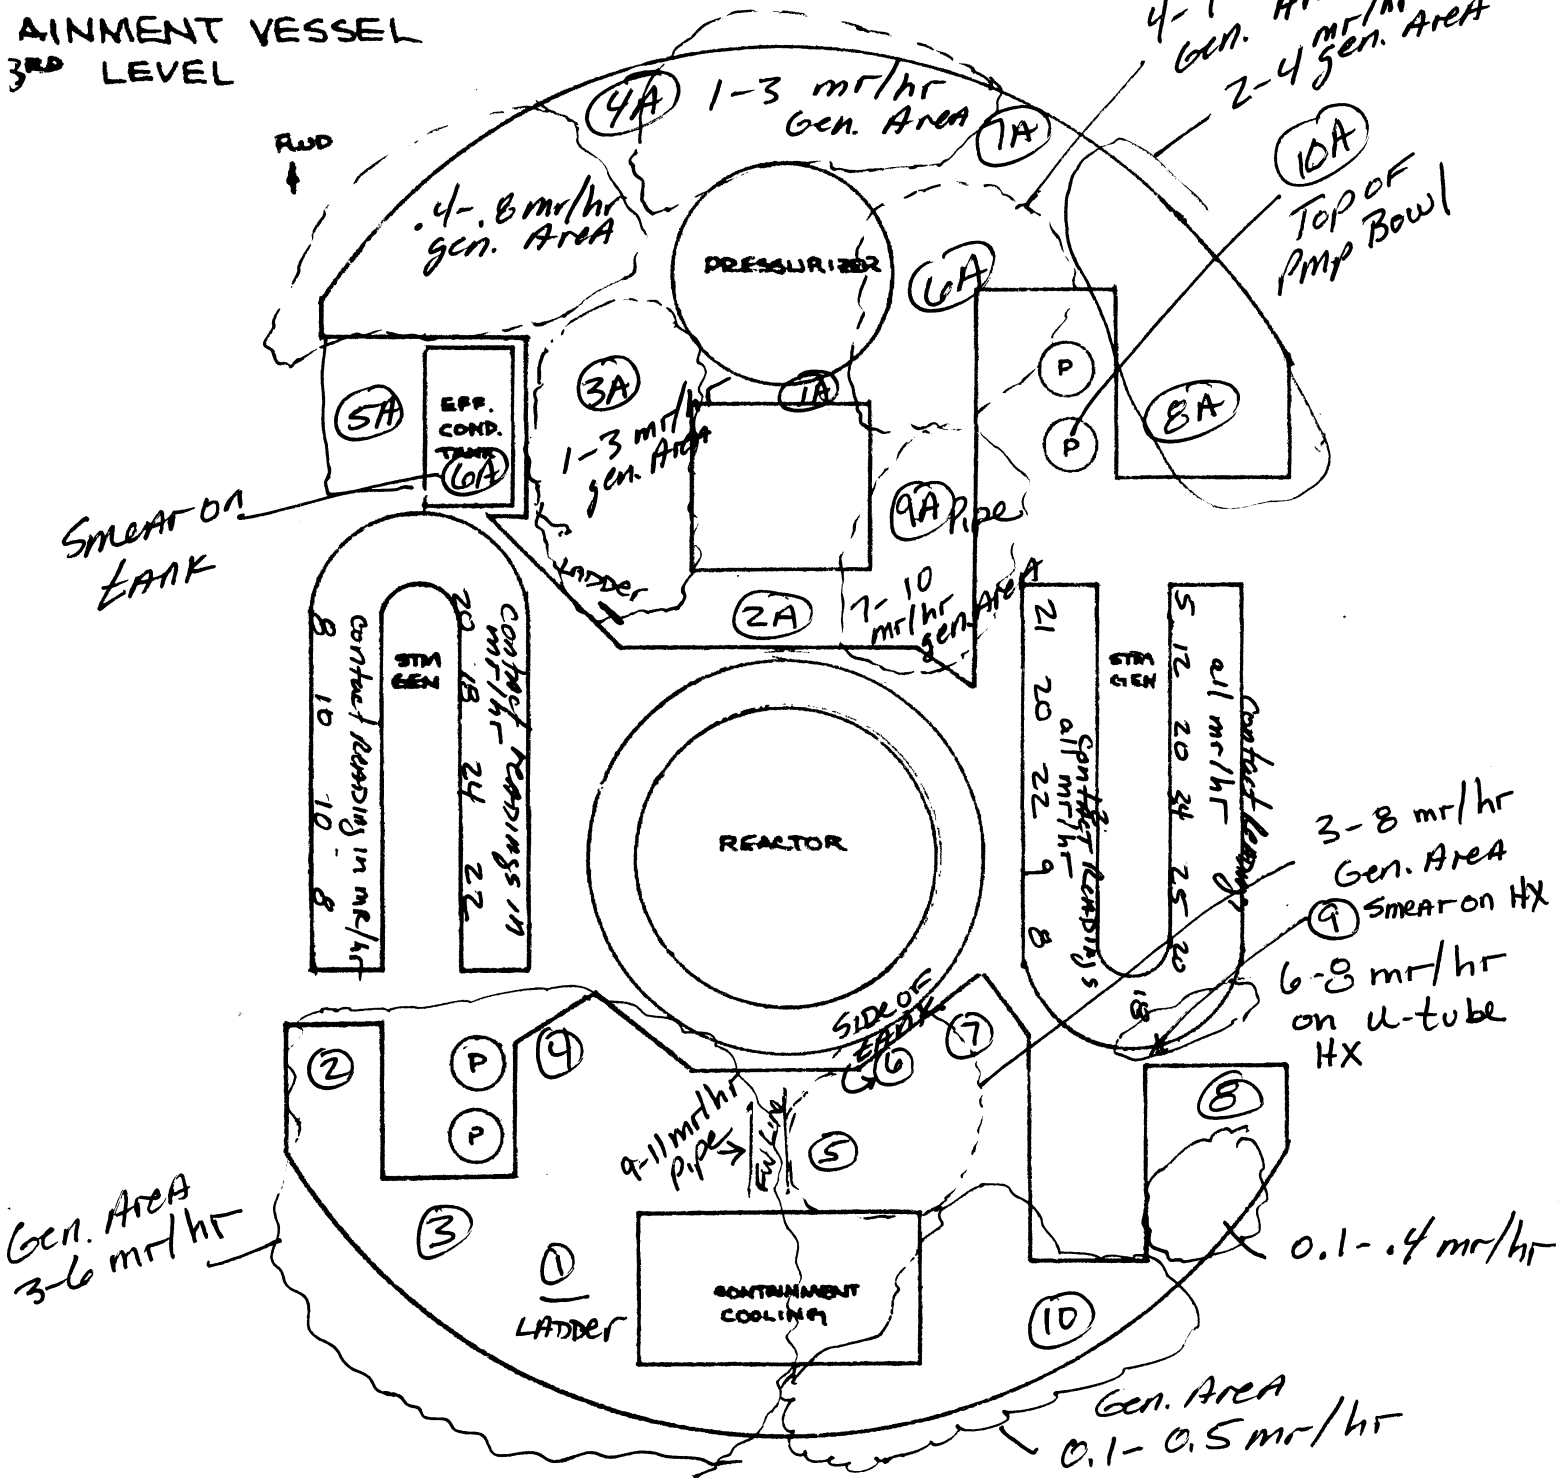 AINMENT VESSEL
3RD LEVEL
FWD
4A
1-3 mr/hr
Gen. Area
7A
Gen.
mr/hr
2-4 gen. Area
10A
Top of
Pmp Bowl
.4-.8 mr/hr
gen. Area
PRESSURIZER
6A
3A
1A
1-3 mr/hr
gen. Area
5A
EFF.
COND.
TANK
6A
Smear on
tank
P
P
8A
9A Pipe
7-10
mr/hr
gen. Area
LADDer
2A
STM
GEN
8
10
10
8
Contact Reading in mR/hr
20
18
24
22
Contact readings in
mr/hr
REACTOR
STM
GEN
21
20
22
9
8
Contact Readings
all mr/hr
5
12
20
24
25
20
18
all mr/hr
Contact Readings
3-8 mr/hr
Gen. Area
9 Smear on HX
6-8 mr/hr
on u-tube
HX
SIDE OF
tank
7
6
2
P
P
4
9-11 mr/hr
Pipe
FW Line
5
8
Gen. Area
3-6 mr/hr
3
1
LADDer
CONTAINMENT
COOLING
10
0.1-.4 mr/hr
Gen. Area
0.1-0.5 mr/hr